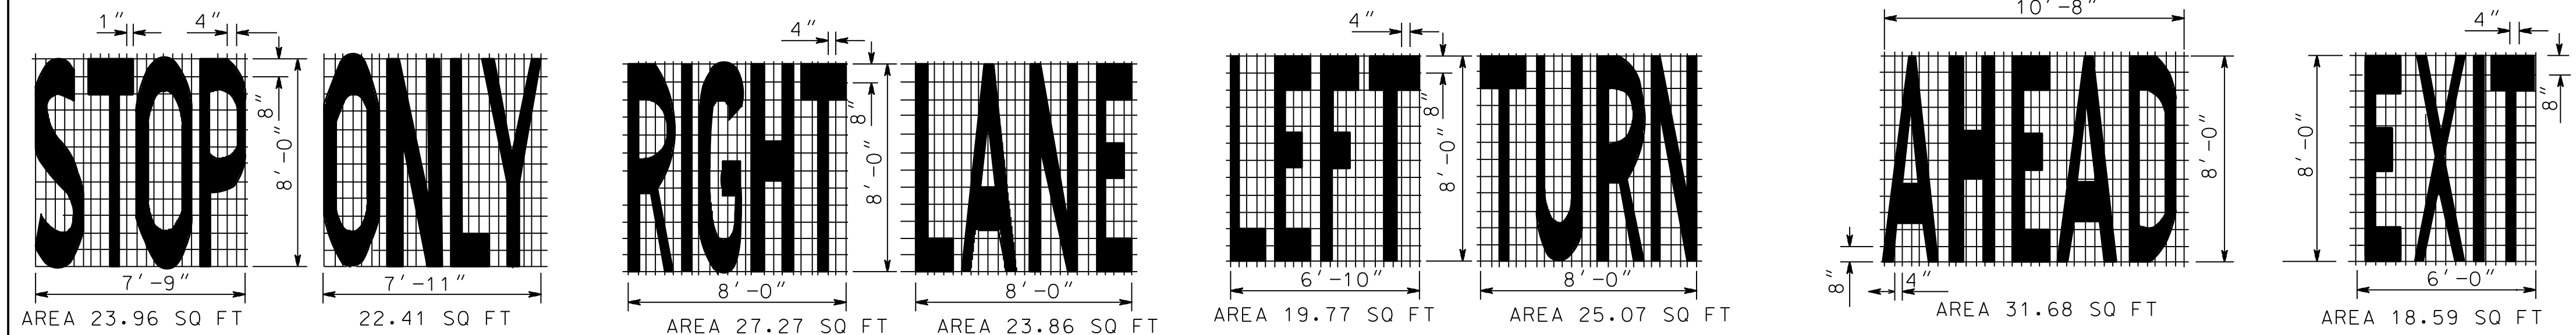 1" 4"
STOP
8"
8'-0"
7'-9"
AREA 23.96 SQ FT
ONLY
7'-11"
22.41 SQ FT
4"
RIGHT
8"
8'-0"
8'-0"
AREA 27.27 SQ FT
LANE
8'-0"
AREA 23.86 SQ FT
4"
LEFT
8"
8'-0"
6'-10"
AREA 19.77 SQ FT
TURN
8'-0"
AREA 25.07 SQ FT
10'-8"
AHEAD
8'-0"
8"
4"
AREA 31.68 SQ FT
4"
EXIT
8"
8'-0"
6'-0"
AREA 18.59 SQ FT